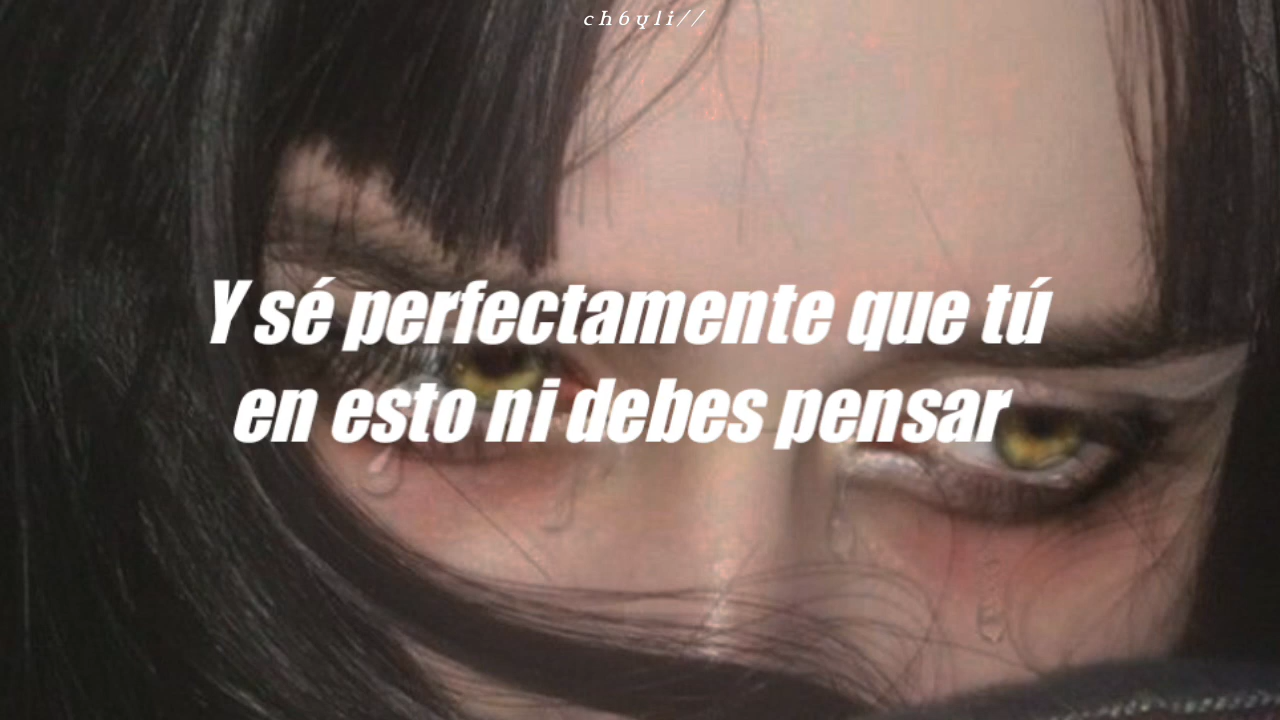 ch6yli//
Y sé perfectamente que tú
en esto ni debes pensar